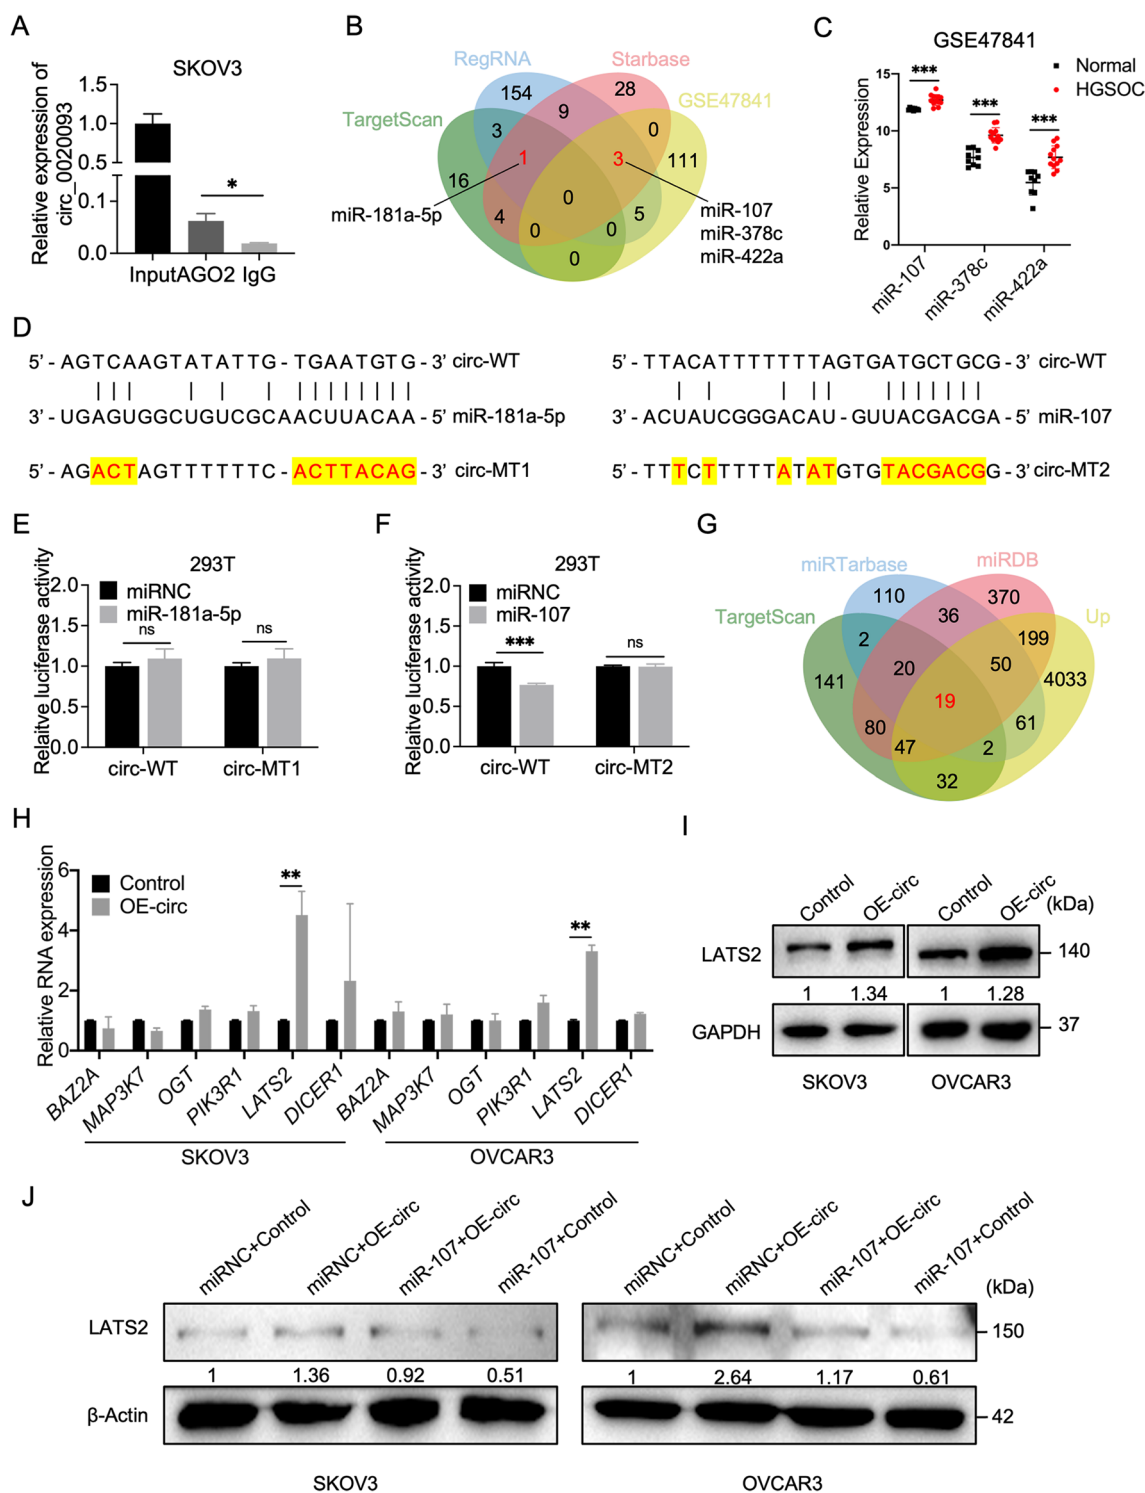 A
SKOV3
Relative expression of
circ_0020093
1.5
1.0
0.5
0.1
0.0
*
Input AGO2 IgG
B
RegRNA
Starbase
TargetScan
GSE47841
154
28
9
3
0
1
3
111
16
0
4
0
0
5
0
miR-181a-5p
miR-107
miR-378c
miR-422a
C
GSE47841
Normal
HGSOC
Relative Expression
15
10
5
0
***
***
***
miR-107
miR-378c
miR-422a
D
5' - AGTCAAGTATATTG - TGAATGTG - 3' circ-WT
3' - UGAGUGGCUGUCGCAACUUACAA - 5' miR-181a-5p
5' - AGACTAGTTTTTTC - ACTTACAG - 3' circ-MT1
5' - TTACATTTTTTTAGTGATGCTGCG - 3' circ-WT
3' - ACUAUCGGGACAU - GUUACGACGA - 5' miR-107
5' - TTTCTTTTTATATGTGTACGACGG - 3' circ-MT2
E
293T
Relaitve luciferase activity
2.0
1.5
1.0
0.5
0.0
miRNC
miR-181a-5p
ns
ns
circ-WT
circ-MT1
F
293T
Relaitve luciferase activity
2.0
1.5
1.0
0.5
0.0
miRNC
miR-107
***
ns
circ-WT
circ-MT2
G
miRTarbase
miRDB
TargetScan
Up
110
370
36
2
199
20
50
141
4033
19
80
61
47
2
32
H
Relative RNA expression
6
4
2
0
Control
OE-circ
**
**
BAZ2A
MAP3K7
OGT
PIK3R1
LATS2
DICER1
BAZ2A
MAP3K7
OGT
PIK3R1
LATS2
DICER1
SKOV3
OVCAR3
I
Control
OE-circ
Control
OE-circ
(kDa)
LATS2
140
1 1.34 1 1.28
GAPDH
37
SKOV3
OVCAR3
J
miRNC+Control
miRNC+OE-circ
miR-107+OE-circ
miR-107+Control
miRNC+Control
miRNC+OE-circ
miR-107+OE-circ
miR-107+Control
(kDa)
LATS2
150
1 1.36 0.92 0.51 1 2.64 1.17 0.61
β-Actin
42
SKOV3
OVCAR3